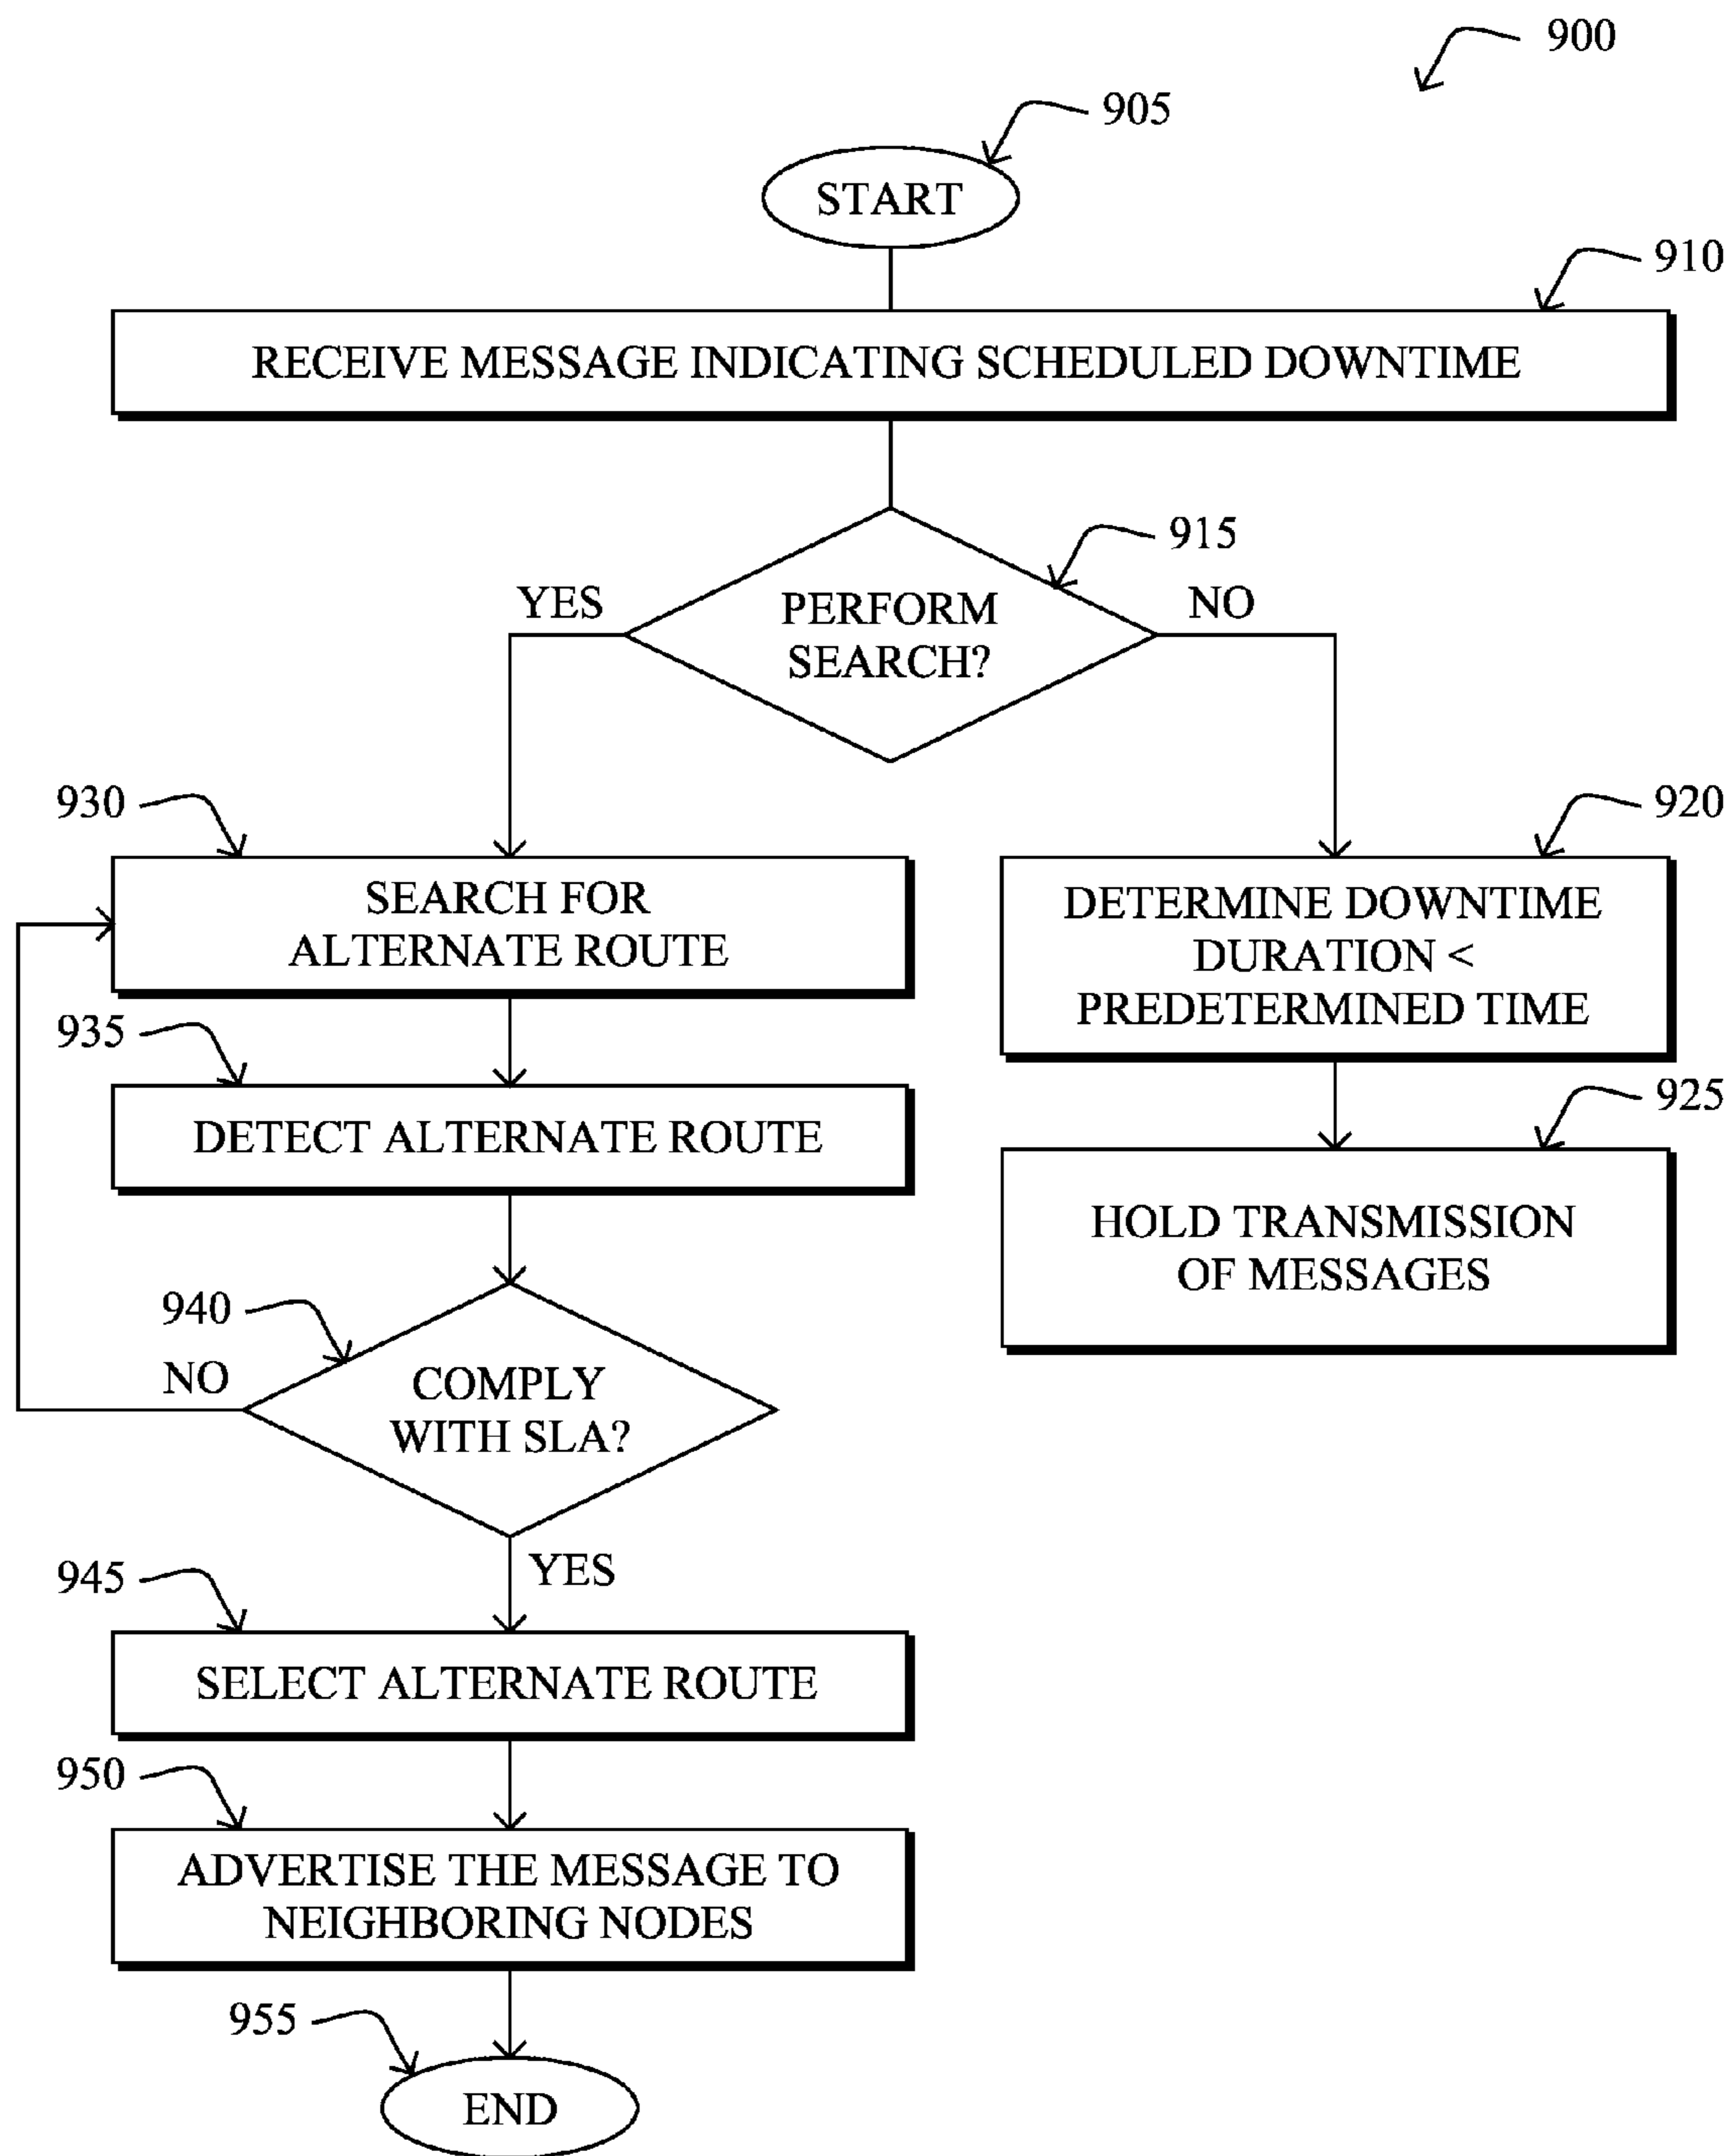 900
905
START
910
RECEIVE MESSAGE INDICATING SCHEDULED DOWNTIME
915
YES
PERFORM
SEARCH?
NO
930
SEARCH FOR
ALTERNATE ROUTE
920
DETERMINE DOWNTIME
DURATION <
PREDETERMINED TIME
935
DETECT ALTERNATE ROUTE
925
HOLD TRANSMISSION
OF MESSAGES
940
NO
COMPLY
WITH SLA?
YES
945
SELECT ALTERNATE ROUTE
950
ADVERTISE THE MESSAGE TO
NEIGHBORING NODES
955
END